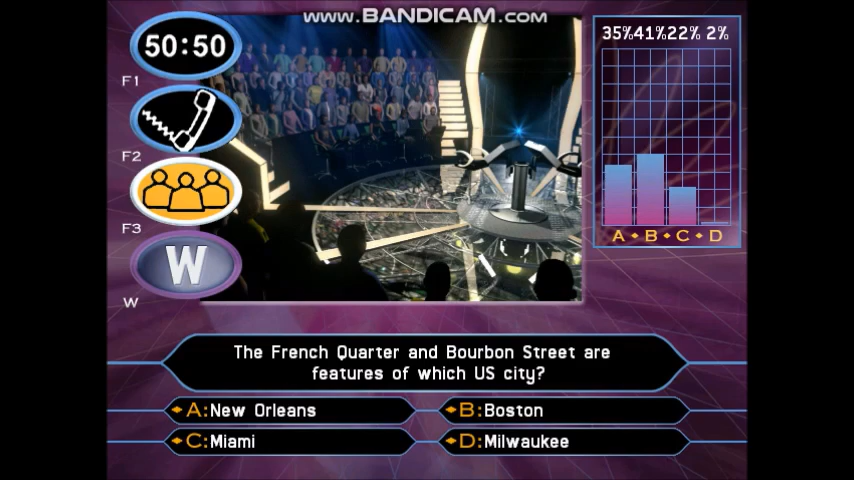 www.BANDICAM.com
50:50
F1
F2
F3
W
W
35% 41% 22% 2%
A B C D
The French Quarter and Bourbon Street are
features of which US city?
A: New Orleans
B: Boston
C: Miami
D: Milwaukee